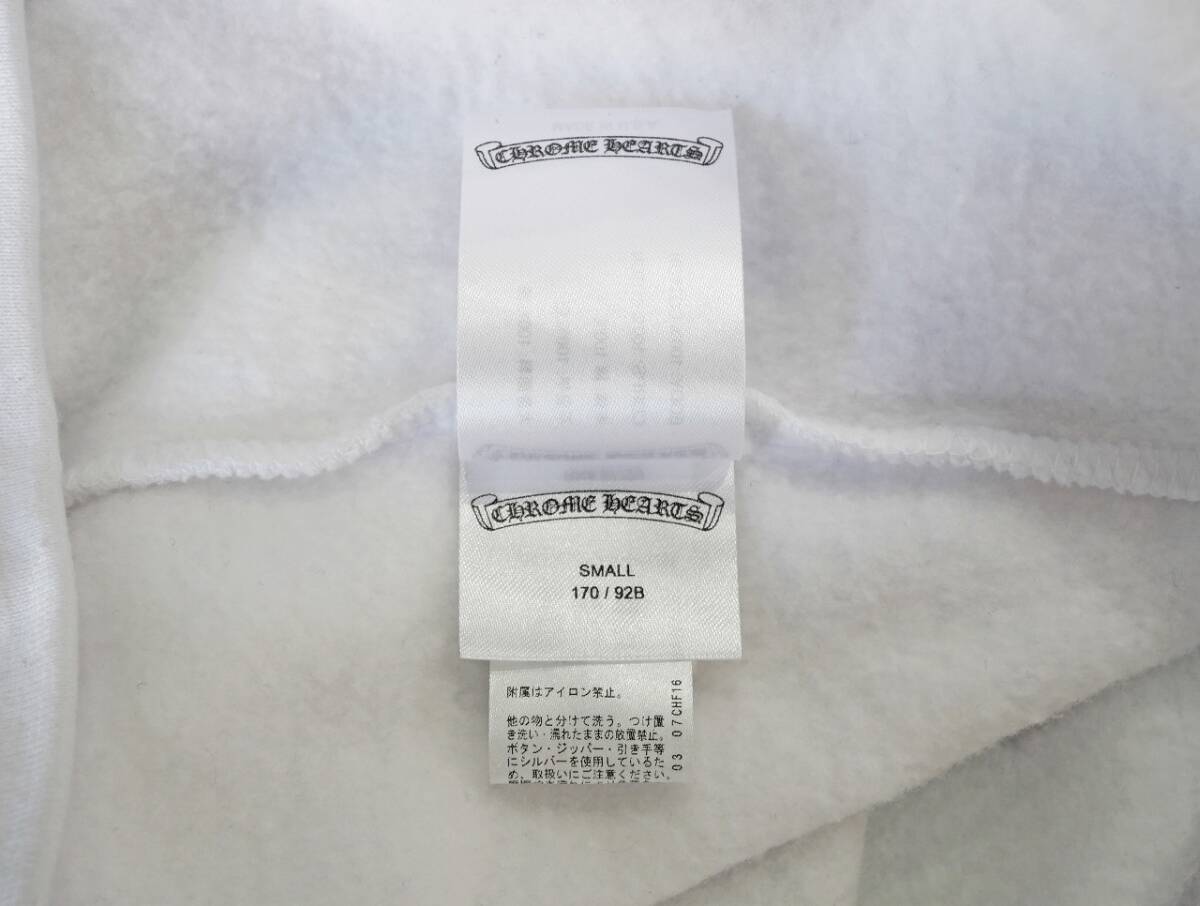 CHROME HEARTS
CHROME HEARTS
SMALL
170 / 92B
附属はアイロン禁止。
他の物と分けて洗う。つけ置
き洗い・濡れたままの放置禁止。
ボタン・ジッパー・引き手等
にシルバーを使用しているた
め、取扱いにご注意ください。
03 07CHF16